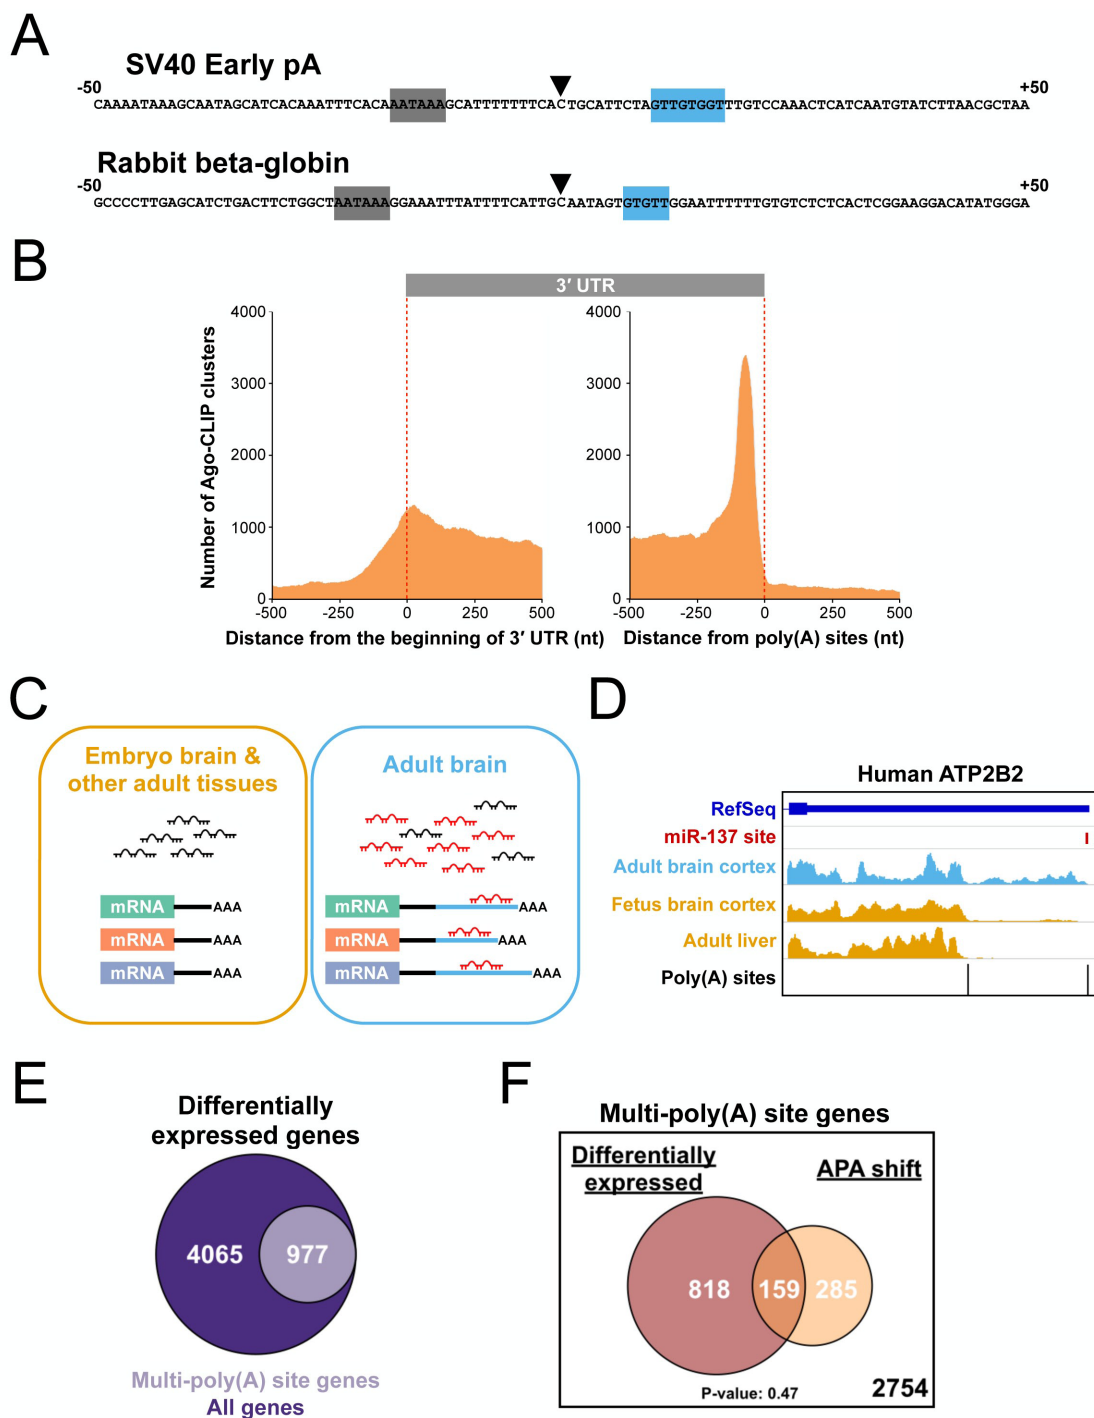 A
SV40 Early pA
-50
+50
CAAAATAAAGCAATAGCATCACAAATTTCACAAATAAAGCATTTTTTTCACTGCATTCTAGTTGTGGTTTGTCCAAACTCATCAATGTATCTTAACGCTAA
Rabbit beta-globin
-50
+50
GCCCCTTGAGCATCTGACTTCTGGCTAATAAAGGAAATTTATTTTCATTGCAATAGTGTGTTGGAATTTTTTGTGTCTCTCACTCGGAAGGACATATGGGA
B
3′ UTR
Number of Ago-CLIP clusters
4000
3000
2000
1000
0
-500 -250 0 250 500
Distance from the beginning of 3′ UTR (nt)
4000
3000
2000
1000
0
-500 -250 0 250 500
Distance from poly(A) sites (nt)
C
Embryo brain &
other adult tissues
mRNA AAA
mRNA AAA
mRNA AAA
Adult brain
mRNA AAA
mRNA AAA
mRNA AAA
D
Human ATP2B2
RefSeq
miR-137 site
Adult brain cortex
Fetus brain cortex
Adult liver
Poly(A) sites
E
Differentially
expressed genes
4065 977
Multi-poly(A) site genes
All genes
F
Multi-poly(A) site genes
Differentially
expressed
APA shift
818 159 285
P-value: 0.47
2754